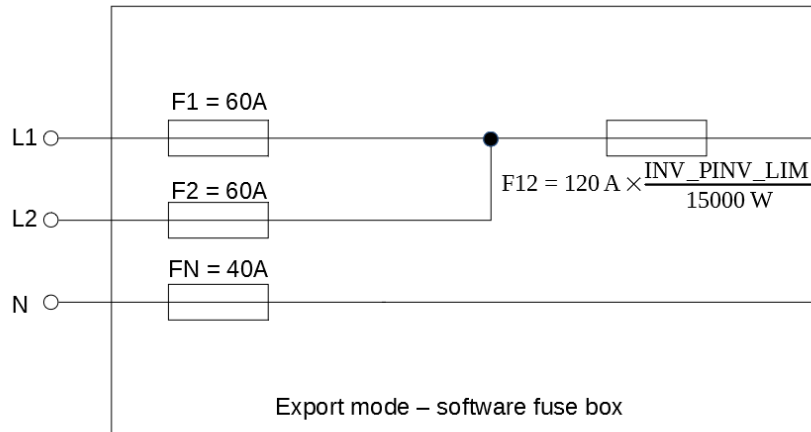 F1 = 60A
L1
F2 = 60A
F12 = 120 A × INV_PINV_LIM / 15000 W
L2
FN = 40A
N
Export mode – software fuse box